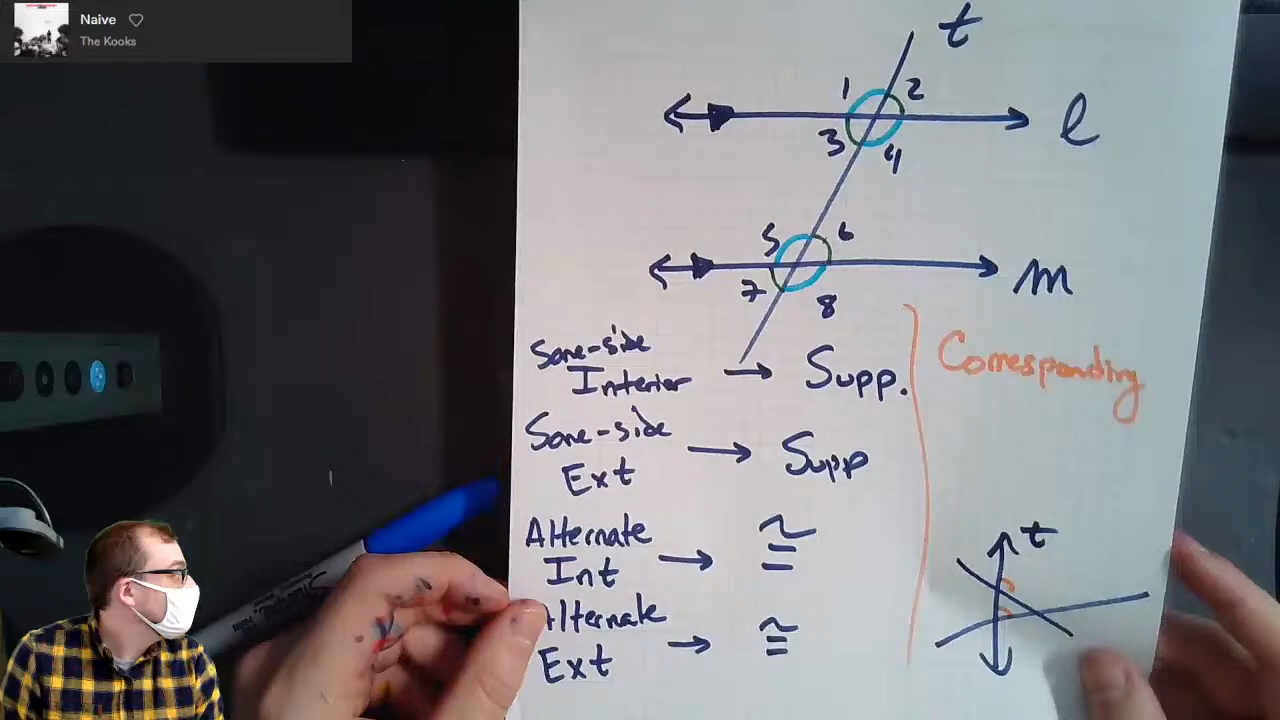 Naive
The Kooks
t
1 2
l
3 4
5 6
m
7 8
Same-side
Interior → Supp.
Same-side
Ext → Supp
Alternate
Int → ≅
Alternate
Ext → ≅
Corresponding
t